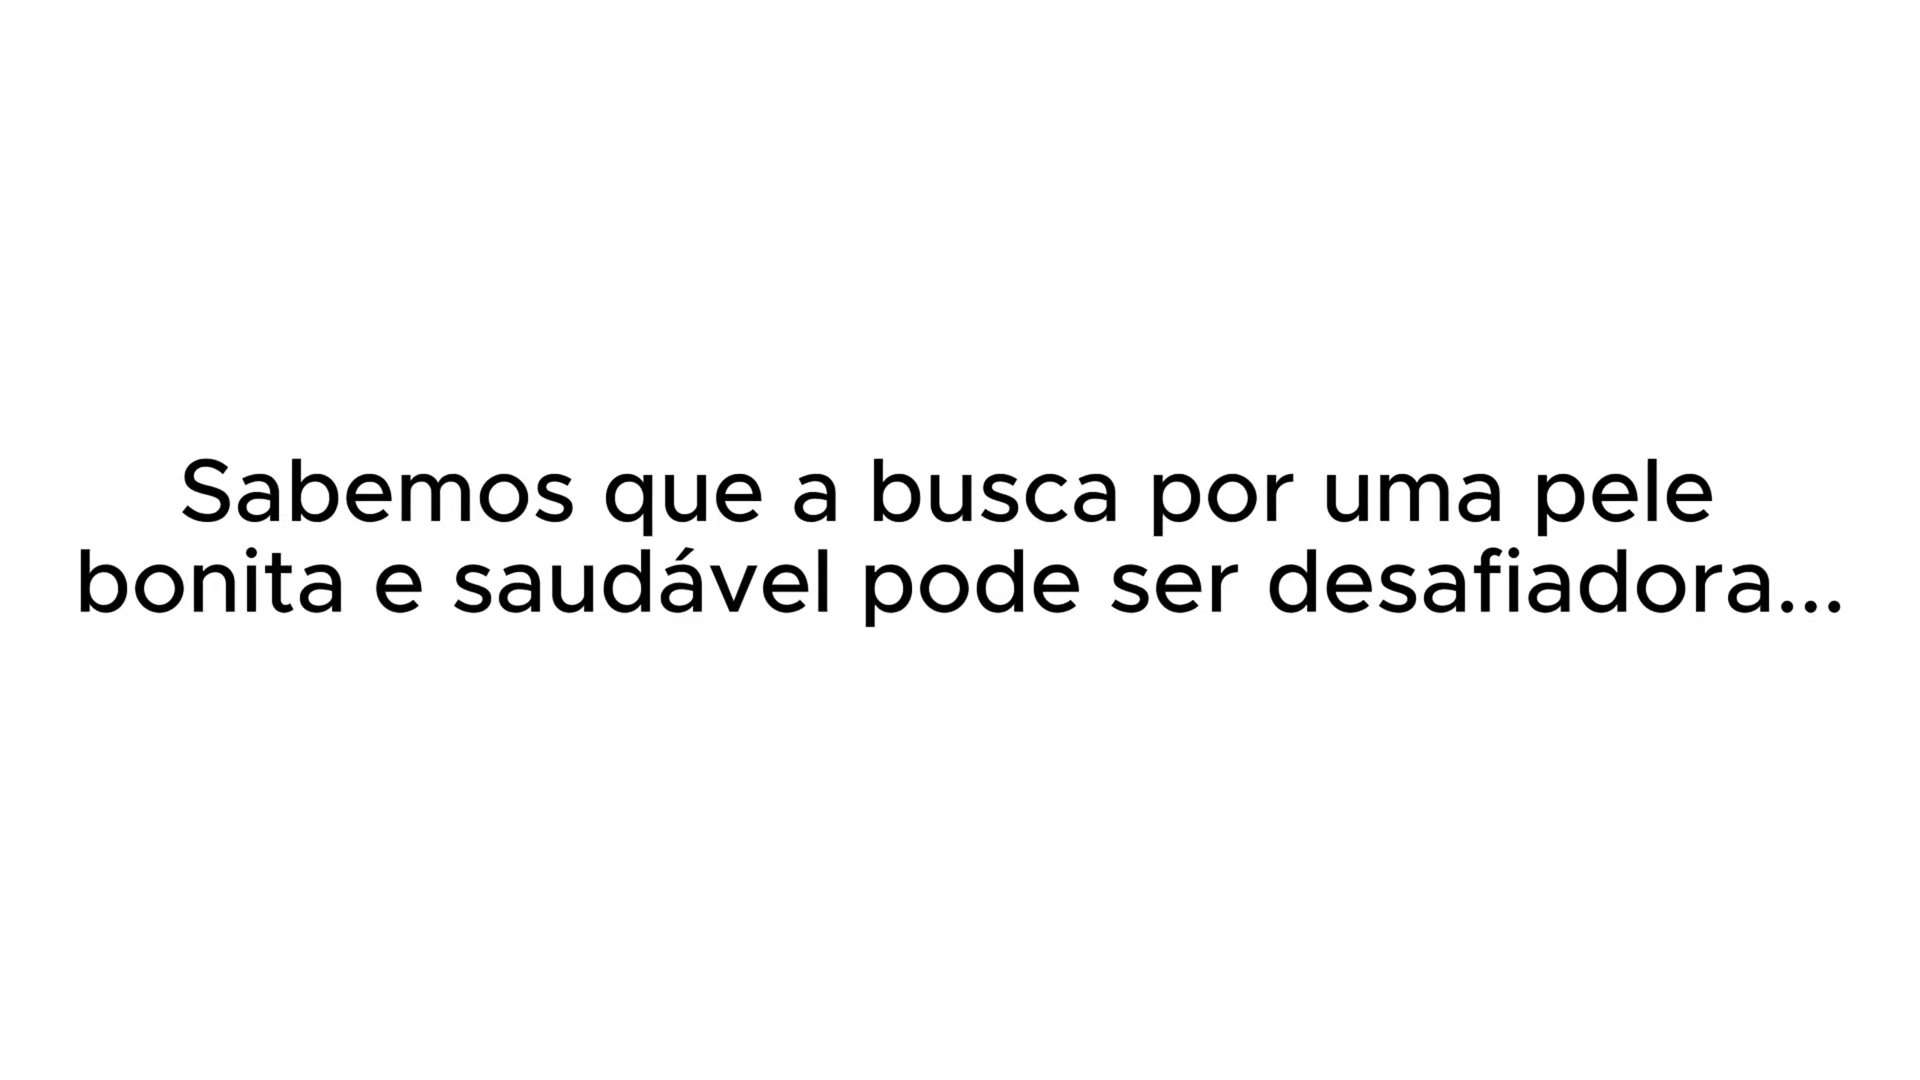 Sabemos que a busca por uma pele
bonita e saudável pode ser desafiadora...